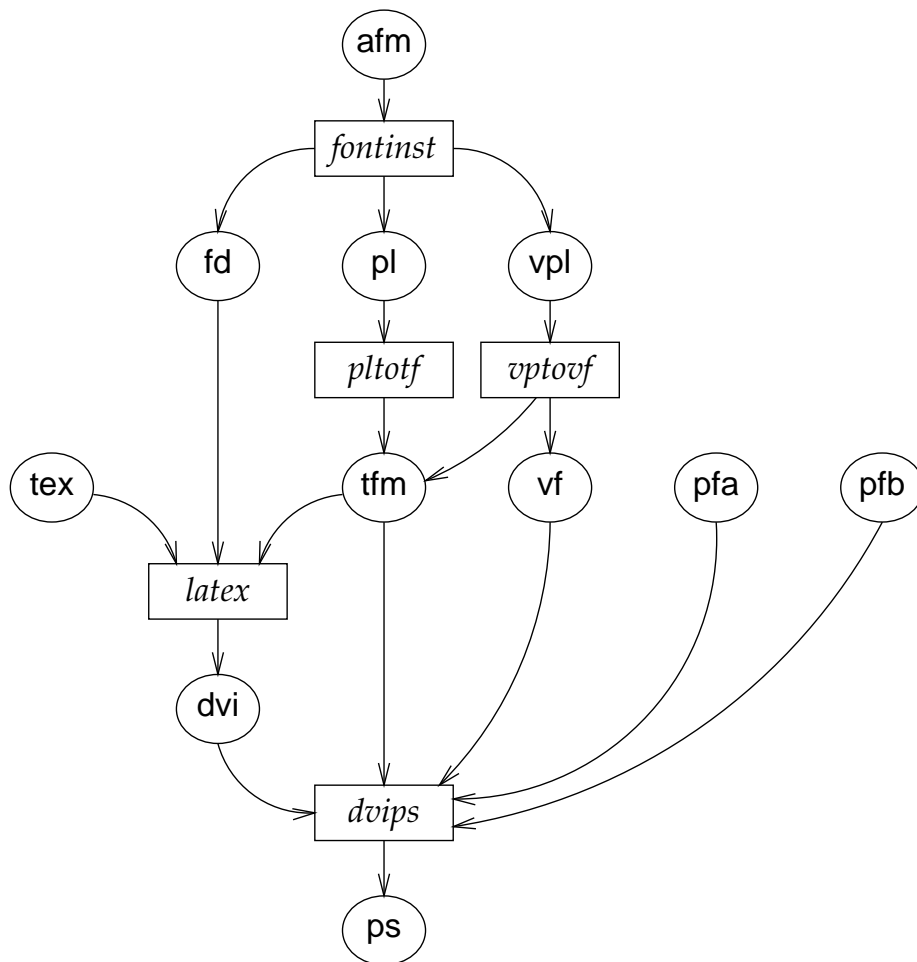 afm
fontinst
fd
pl
vpl
pltotf
vptovf
tex
tfm
vf
pfa
pfb
latex
dvi
dvips
ps